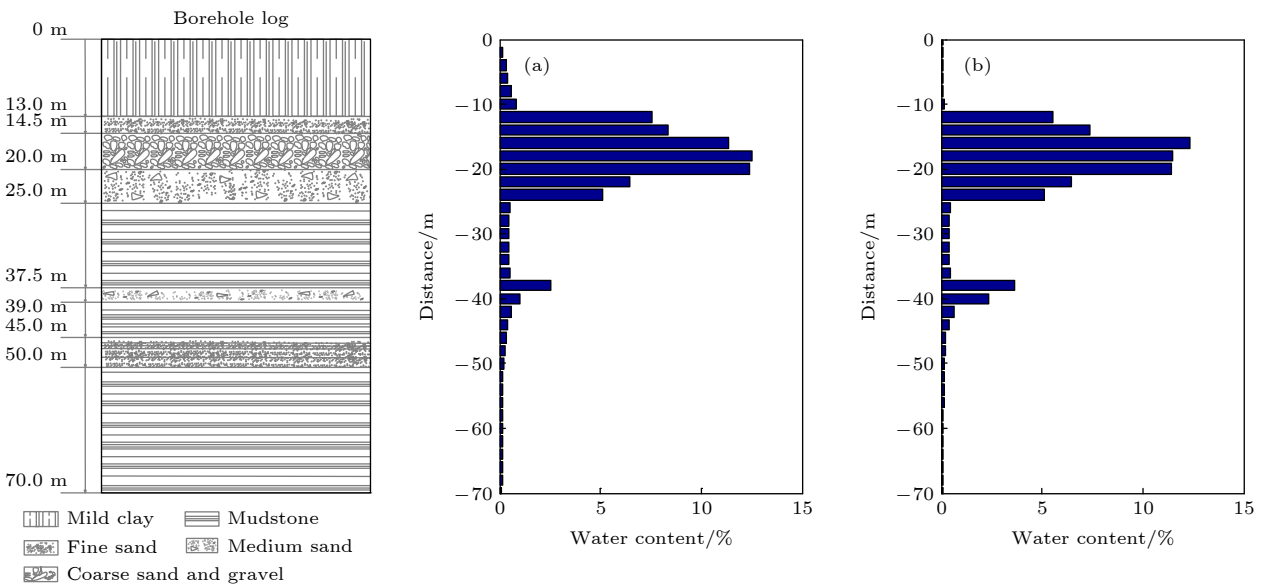 Borehole log
0 m
13.0 m
14.5 m
20.0 m
25.0 m
37.5 m
39.0 m
45.0 m
50.0 m
70.0 m
Mild clay
Mudstone
Fine sand
Medium sand
Coarse sand and gravel
(a)
0
−10
−20
−30
−40
−50
−60
−70
Distance/m
0 5 10 15
Water content/%
(b)
0
−10
−20
−30
−40
−50
−60
−70
Distance/m
0 5 10 15
Water content/%